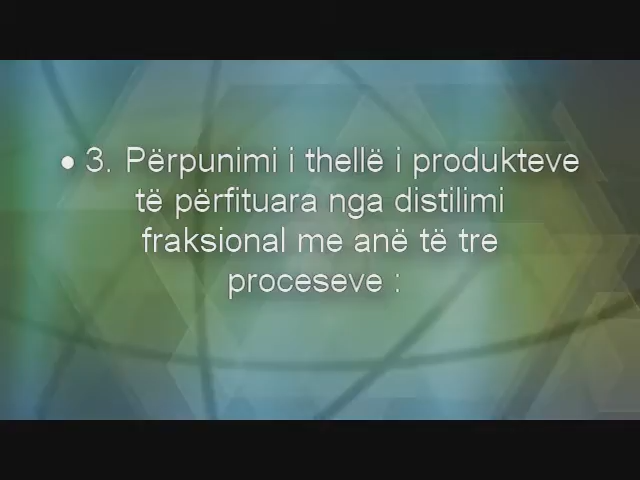 • 3. Përpunimi i thellë i produkteve
të përfituara nga distilimi
fraksional me anë të tre
proceseve :